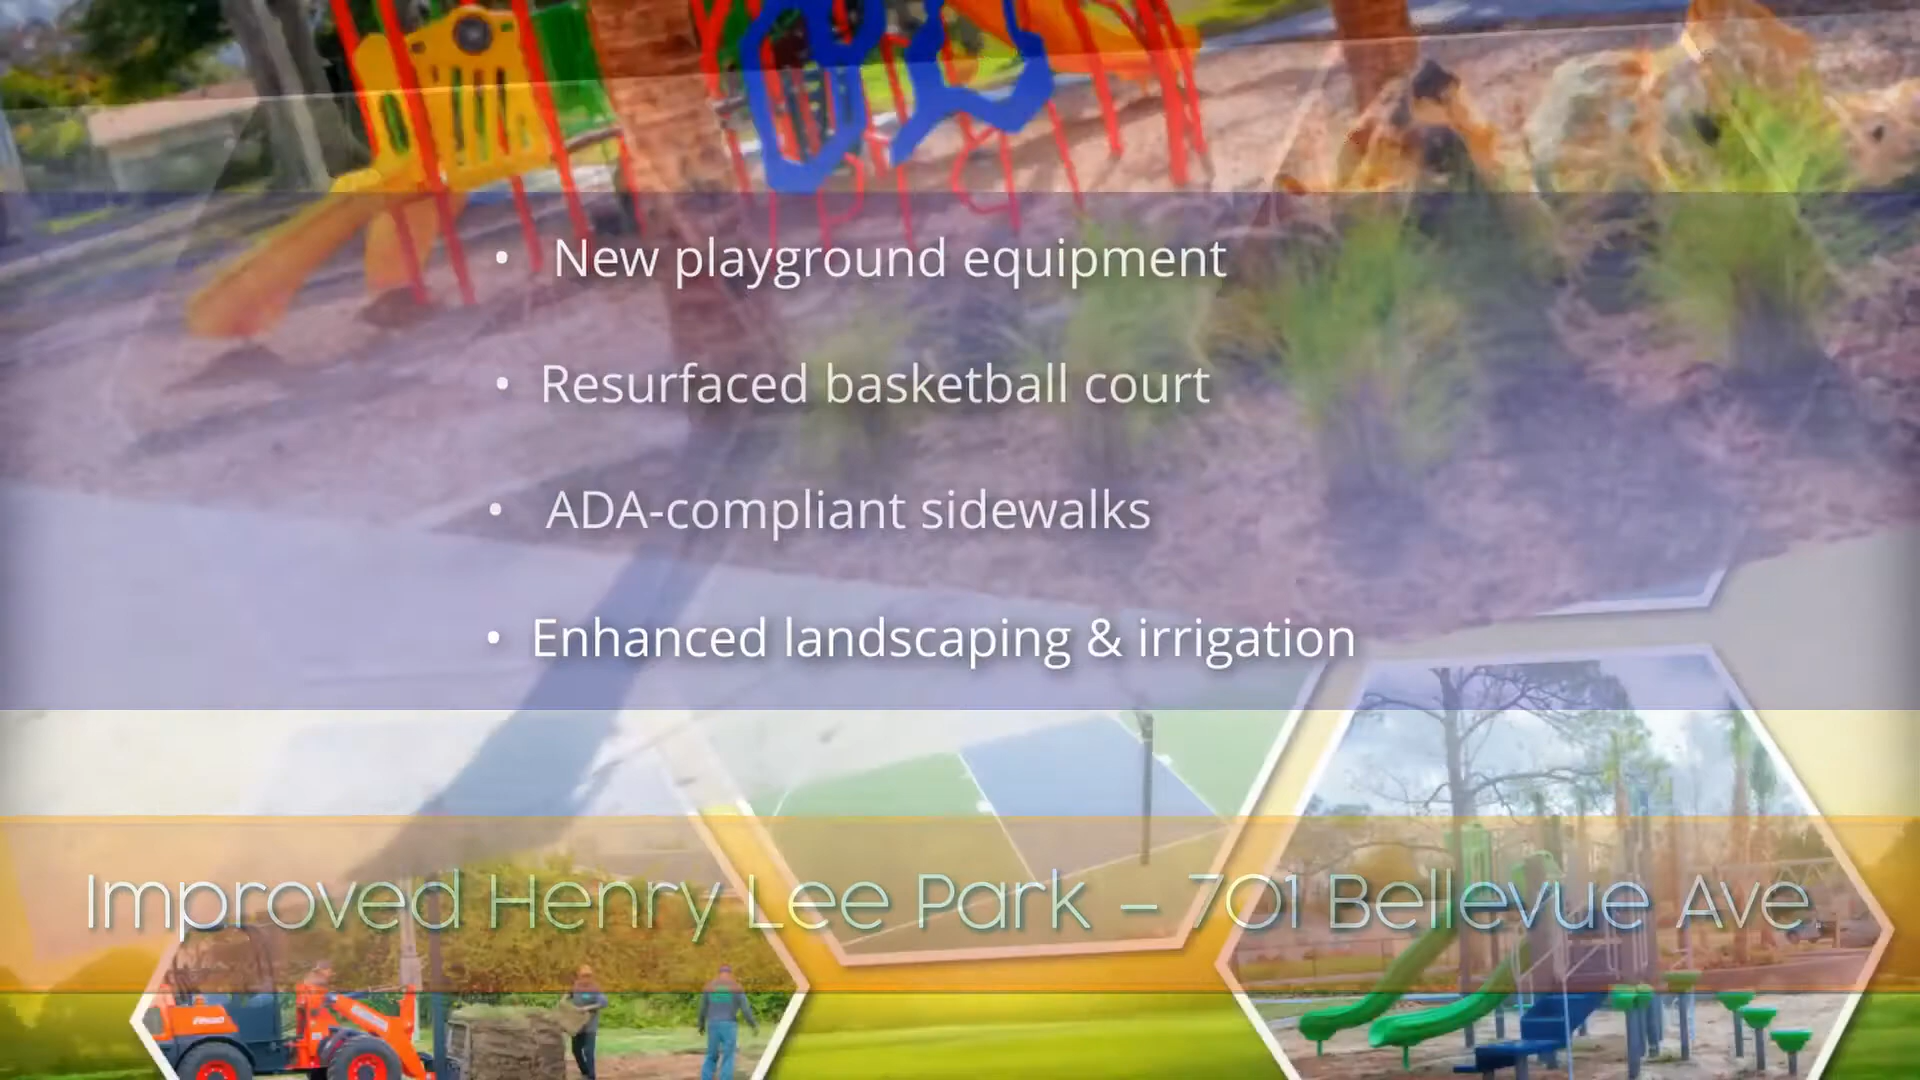 • New playground equipment
• Resurfaced basketball court
• ADA-compliant sidewalks
• Enhanced landscaping & irrigation
Improved Henry Lee Park – 701 Bellevue Ave.